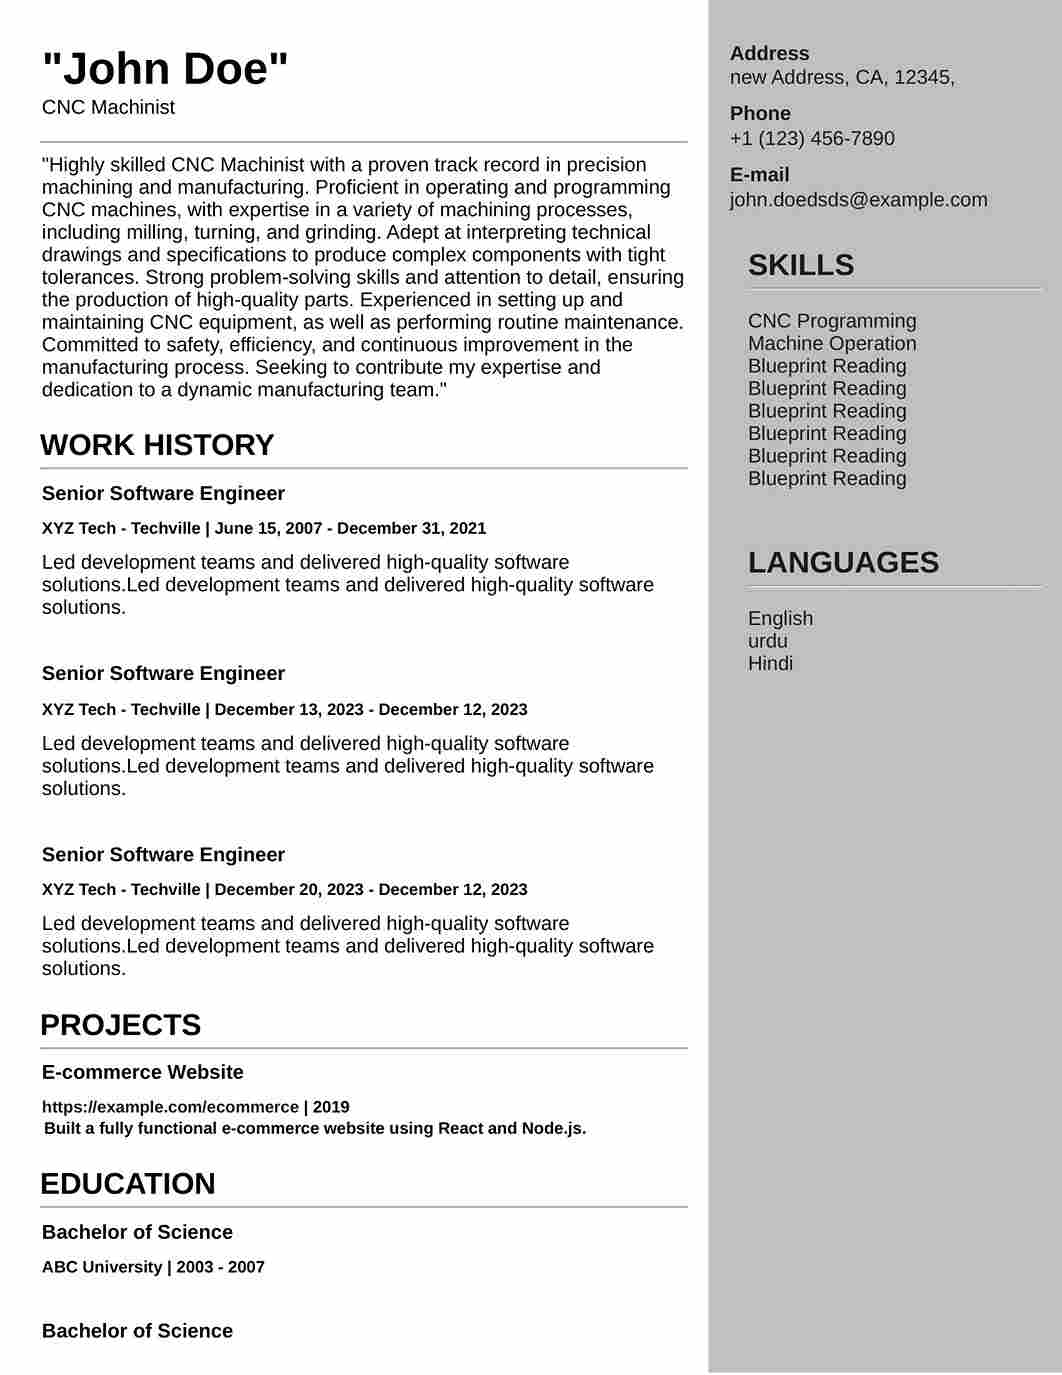 "John Doe"
CNC Machinist
"Highly skilled CNC Machinist with a proven track record in precision
machining and manufacturing. Proficient in operating and programming
CNC machines, with expertise in a variety of machining processes,
including milling, turning, and grinding. Adept at interpreting technical
drawings and specifications to produce complex components with tight
tolerances. Strong problem-solving skills and attention to detail, ensuring
the production of high-quality parts. Experienced in setting up and
maintaining CNC equipment, as well as performing routine maintenance.
Committed to safety, efficiency, and continuous improvement in the
manufacturing process. Seeking to contribute my expertise and
dedication to a dynamic manufacturing team."
WORK HISTORY
Senior Software Engineer
XYZ Tech - Techville | June 15, 2007 - December 31, 2021
Led development teams and delivered high-quality software
solutions.Led development teams and delivered high-quality software
solutions.
Senior Software Engineer
XYZ Tech - Techville | December 13, 2023 - December 12, 2023
Led development teams and delivered high-quality software
solutions.Led development teams and delivered high-quality software
solutions.
Senior Software Engineer
XYZ Tech - Techville | December 20, 2023 - December 12, 2023
Led development teams and delivered high-quality software
solutions.Led development teams and delivered high-quality software
solutions.
PROJECTS
E-commerce Website
https://example.com/ecommerce | 2019
Built a fully functional e-commerce website using React and Node.js.
EDUCATION
Bachelor of Science
ABC University | 2003 - 2007
Bachelor of Science
Address
new Address, CA, 12345,
Phone
+1 (123) 456-7890
E-mail
john.doedsds@example.com
SKILLS
CNC Programming
Machine Operation
Blueprint Reading
Blueprint Reading
Blueprint Reading
Blueprint Reading
Blueprint Reading
Blueprint Reading
LANGUAGES
English
urdu
Hindi